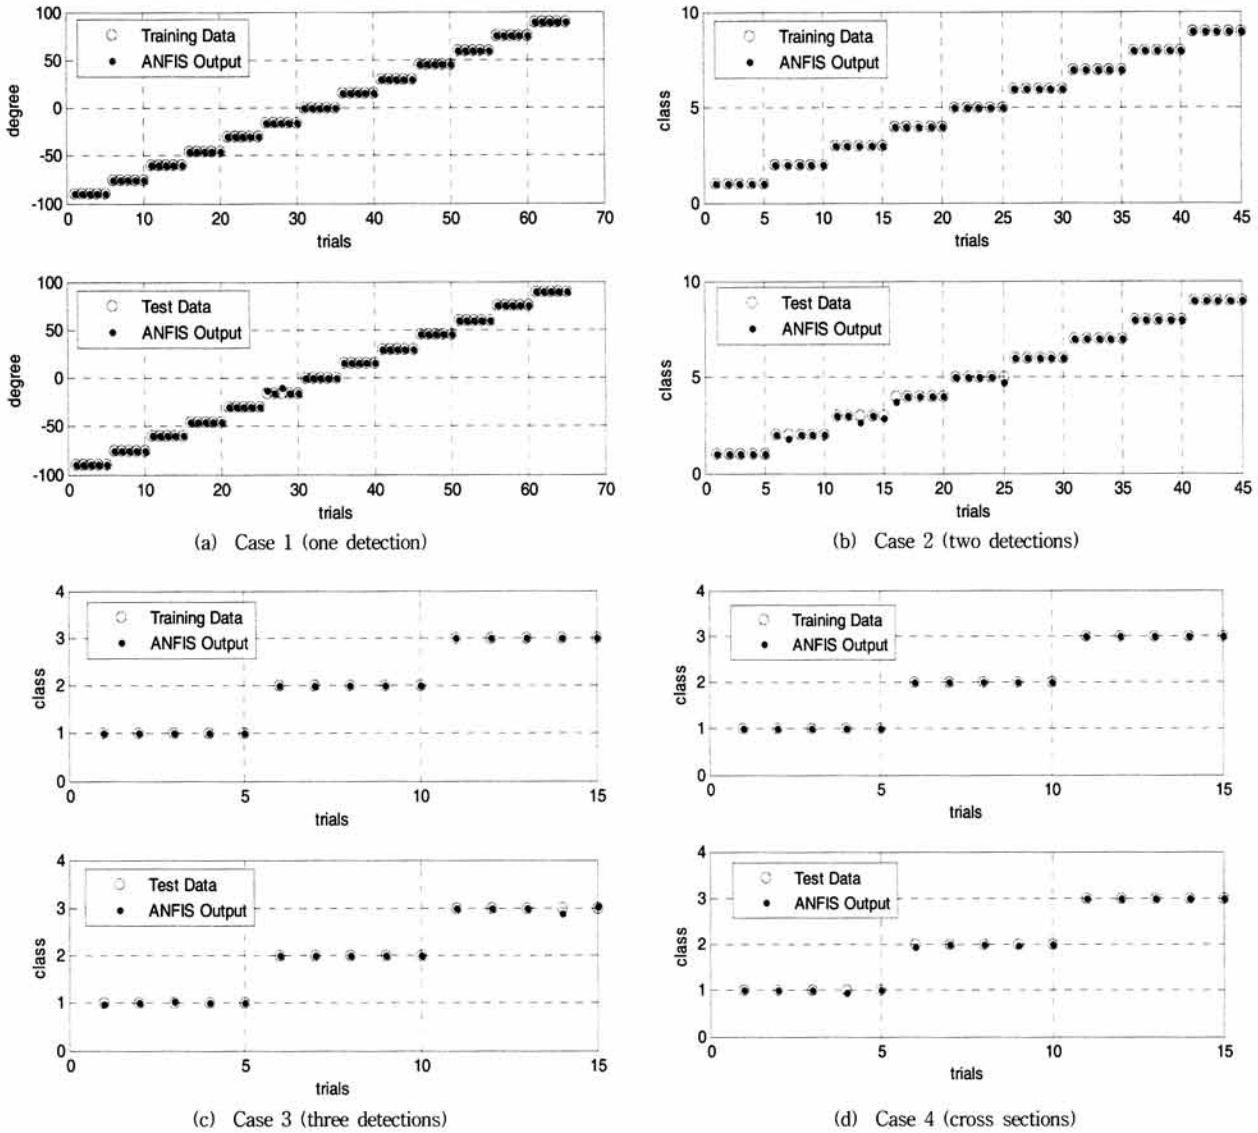 100
50
0
-50
-100
degree
Training Data
ANFIS Output
0 10 20 30 40 50 60 70
trials
10
5
0
class
Training Data
ANFIS Output
0 5 10 15 20 25 30 35 40 45
trials
100
50
0
-50
-100
degree
Test Data
ANFIS Output
0 10 20 30 40 50 60 70
trials
(a) Case 1 (one detection)
10
5
0
class
Test Data
ANFIS Output
0 5 10 15 20 25 30 35 40 45
trials
(b) Case 2 (two detections)
4
3
2
1
0
class
Training Data
ANFIS Output
0 5 10 15
trials
4
3
2
1
0
class
Training Data
ANFIS Output
0 5 10 15
trials
4
3
2
1
0
class
Test Data
ANFIS Output
0 5 10 15
trials
(c) Case 3 (three detections)
4
3
2
1
0
class
Test Data
ANFIS Output
0 5 10 15
trials
(d) Case 4 (cross sections)